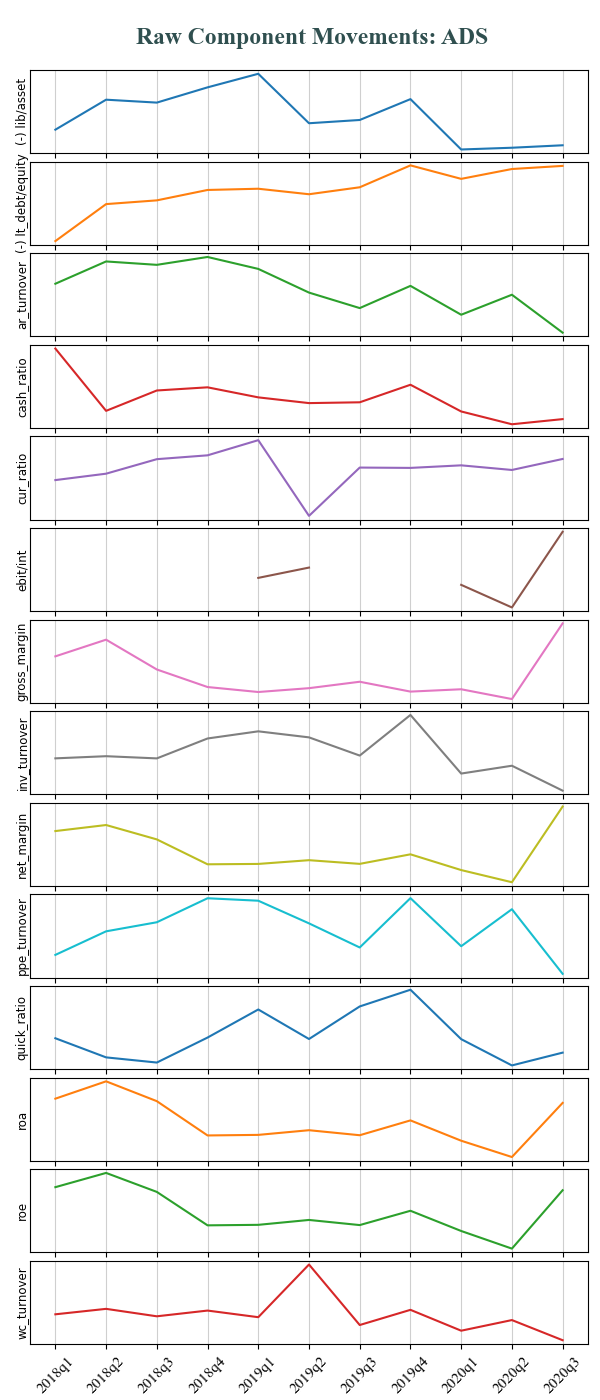 Raw Component Movements: ADS
(-) lib/asset
(-) lt_debt/equity
ar_turnover
cash_ratio
cur_ratio
ebit/int
gross_margin
inv_turnover
net_margin
ppe_turnover
quick_ratio
roa
roe
wc_turnover
2018q1 2018q2 2018q3 2018q4 2019q1 2019q2 2019q3 2019q4 2020q1 2020q2 2020q3